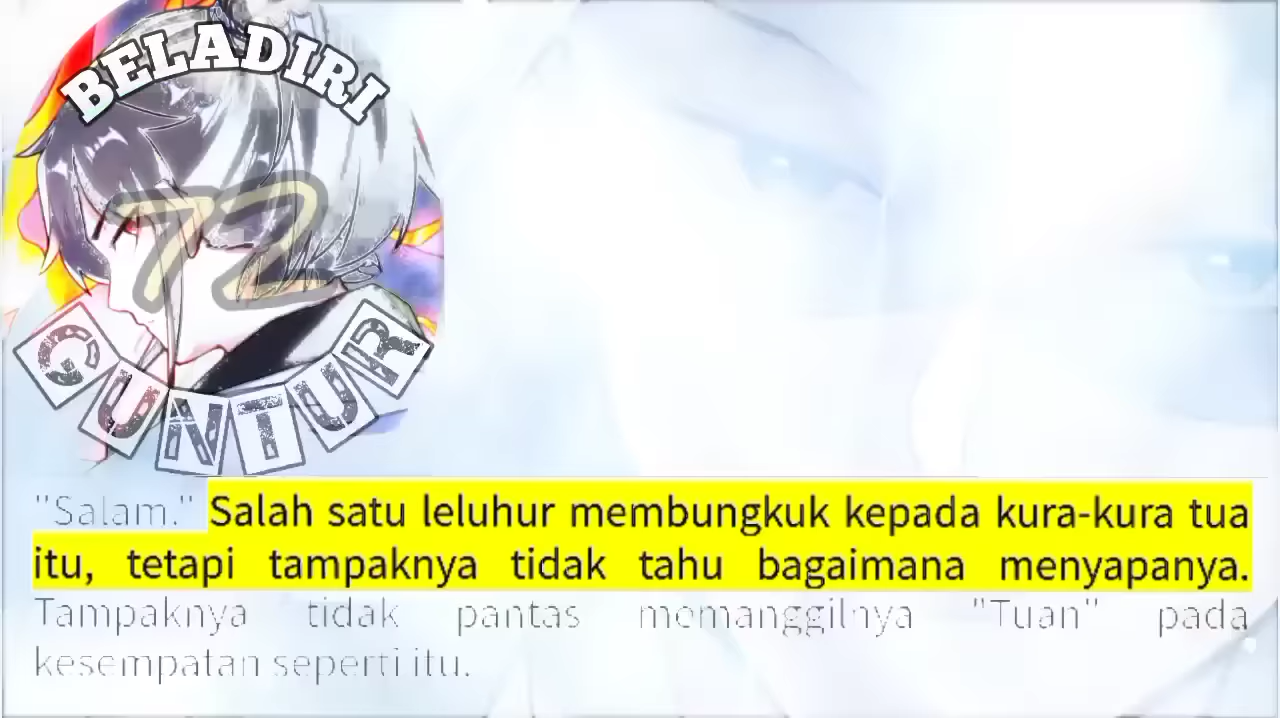 BELADIRI
72
GUNTUR
"Salam." Salah satu leluhur membungkuk kepada kura-kura tua
itu, tetapi tampaknya tidak tahu bagaimana menyapanya.
Tampaknya tidak pantas memanggilnya "Tuan" pada
kesempatan seperti itu.